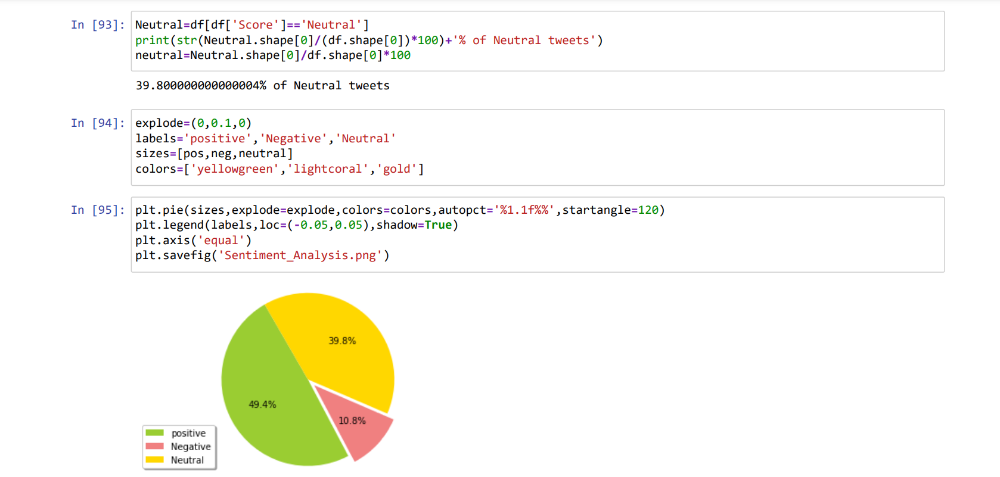 In [93]: Neutral=df[df['Score']=='Neutral']
print(str(Neutral.shape[0]/(df.shape[0])*100)+'% of Neutral tweets')
neutral=Neutral.shape[0]/df.shape[0]*100
39.800000000000004% of Neutral tweets
In [94]: explode=(0,0.1,0)
labels='positive','Negative','Neutral'
sizes=[pos,neg,neutral]
colors=['yellowgreen','lightcoral','gold']
In [95]: plt.pie(sizes,explode=explode,colors=colors,autopct='%1.1f%%',startangle=120)
plt.legend(labels,loc=(-0.05,0.05),shadow=True)
plt.axis('equal')
plt.savefig('Sentiment_Analysis.png')
39.8%
49.4%
10.8%
positive
Negative
Neutral